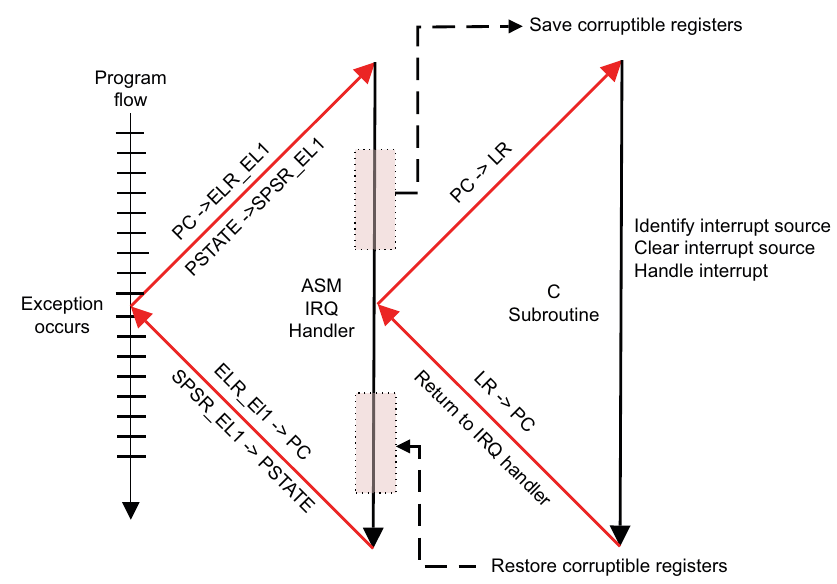 Save corruptible registers
Program
flow
PC ->ELR_EL1
PSTATE ->SPSR_EL1
PC -> LR
Identify interrupt source
Clear interrupt source
Handle interrupt
Exception
occurs
ASM
IRQ
Handler
C
Subroutine
ELR_El1 -> PC
SPSR_EL1 -> PSTATE
LR -> PC
Return to IRQ handler
Restore corruptible registers